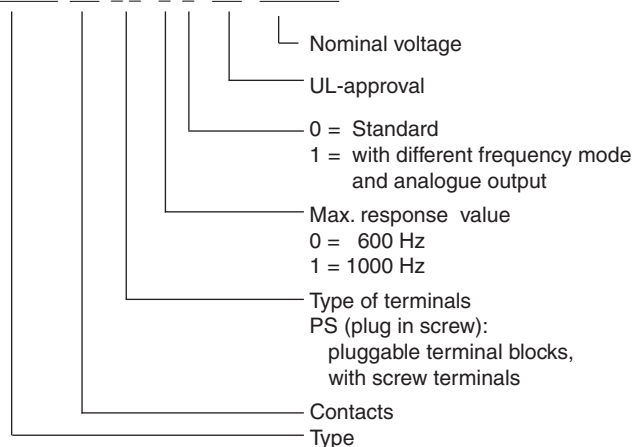 Nominal voltage
UL-approval
0 = Standard
1 = with different frequency mode
and analogue output
Max. response value
0 = 600 Hz
1 = 1000 Hz
Type of terminals
PS (plug in screw):
pluggable terminal blocks,
with screw terminals
Contacts
Type